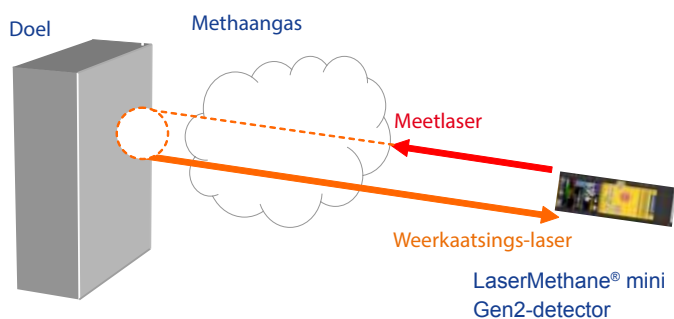 Doel
Methaangas
Meetlaser
Weerkaatsings-laser
LaserMethane® mini
Gen2-detector